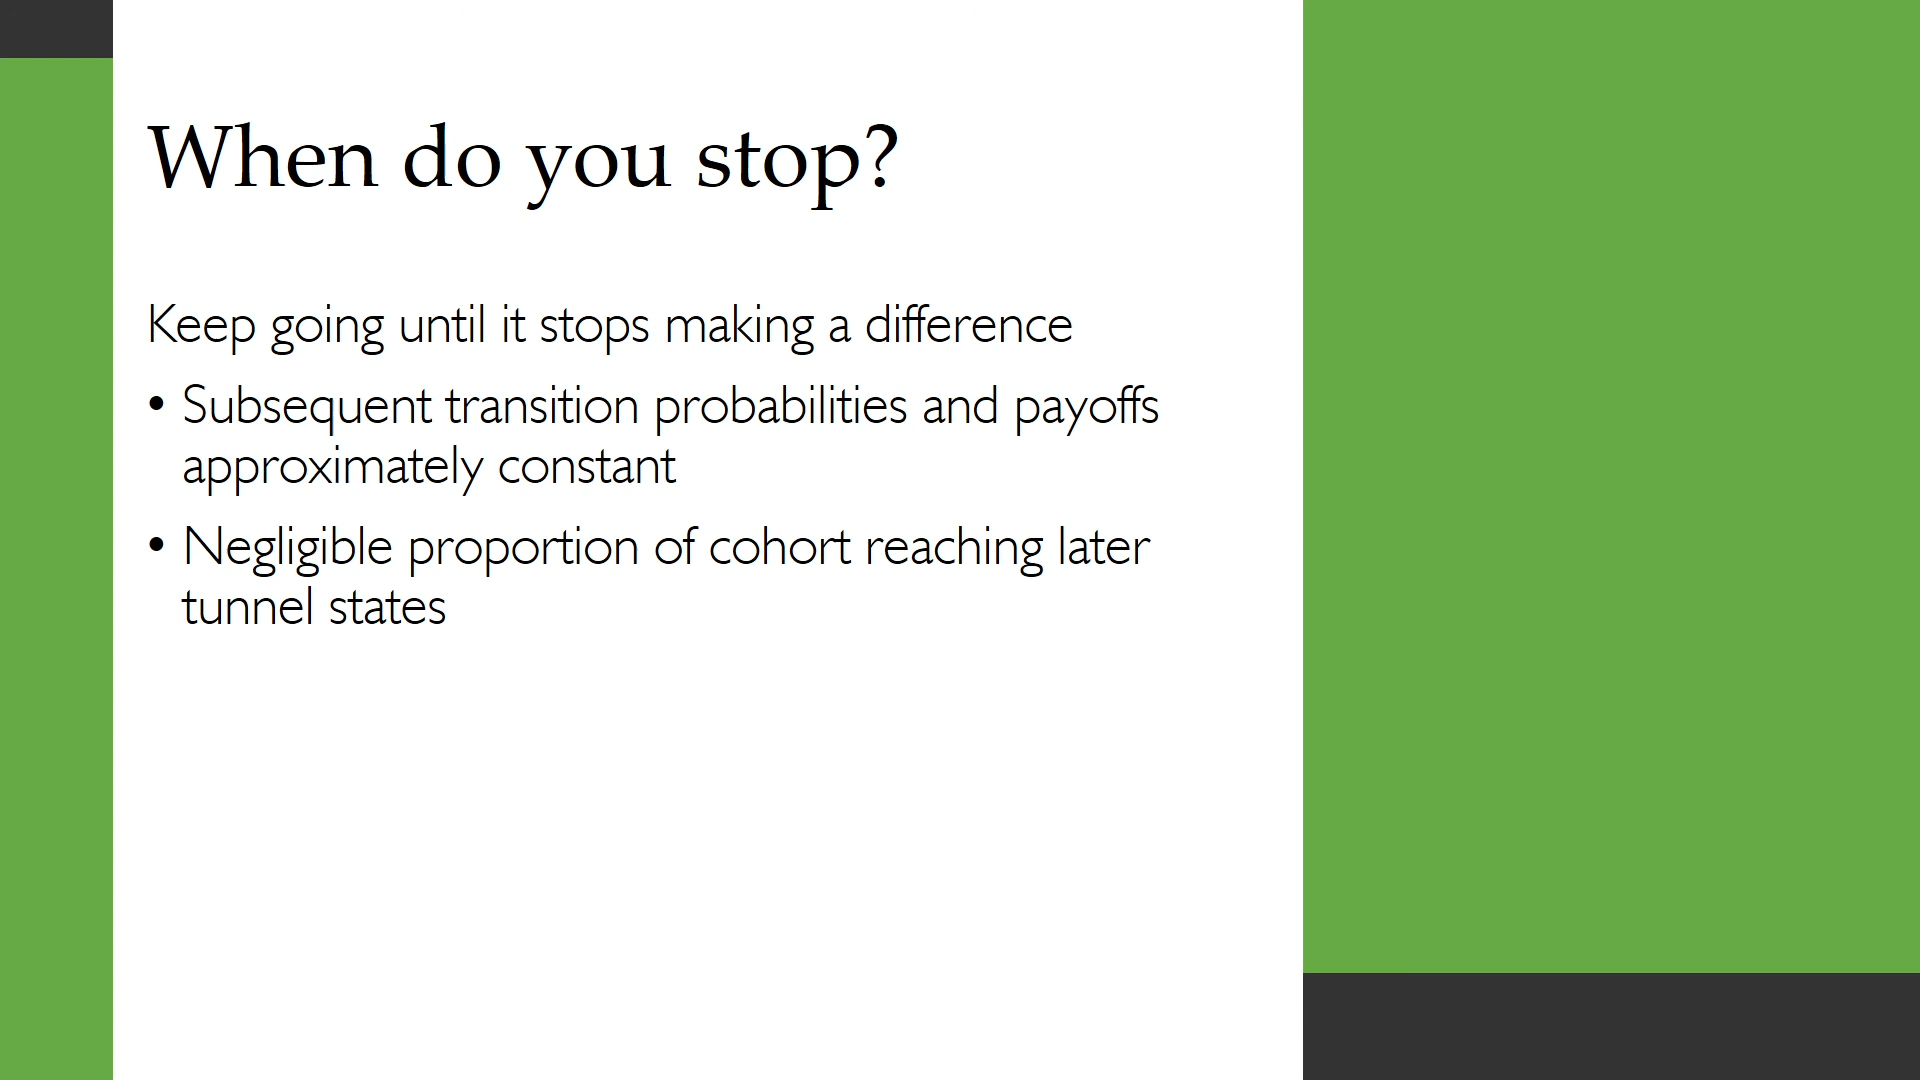 When do you stop?
Keep going until it stops making a difference
• Subsequent transition probabilities and payoffs
approximately constant
• Negligible proportion of cohort reaching later
tunnel states